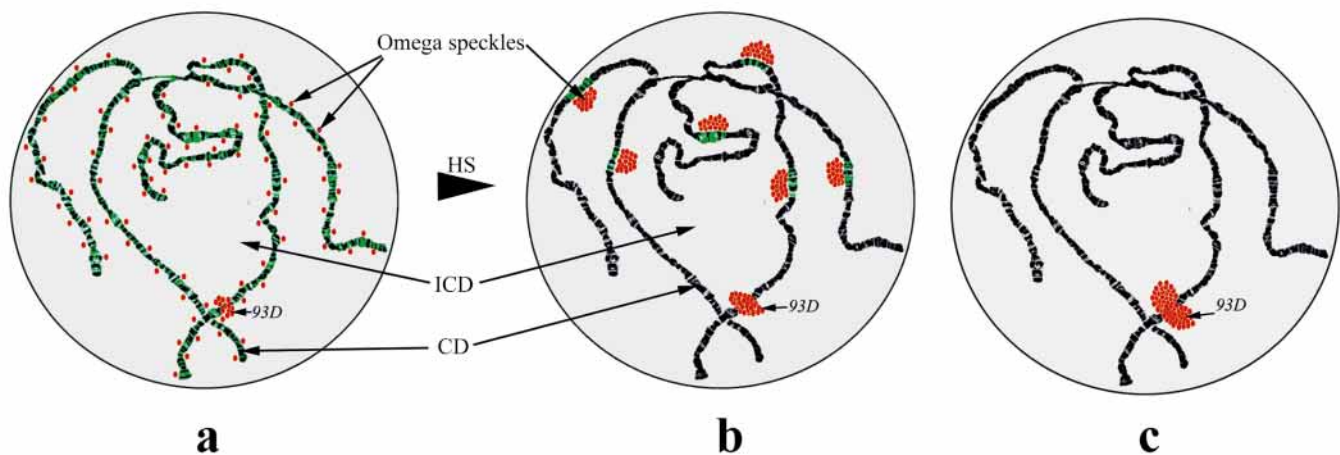 Omega speckles
HS
ICD
93D
93D
93D
CD
a
b
c